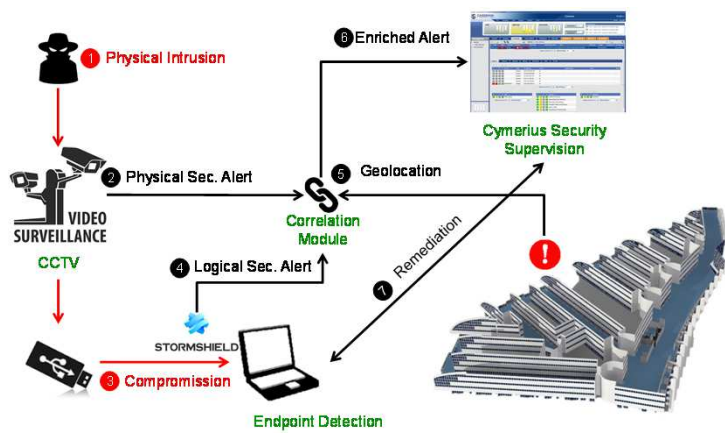 6 Enriched Alert
1 Physical Intrusion
Cymerius Security
Supervision
2 Physical Sec. Alert
5 Geolocation
VIDEO
SURVEILLANCE
CCTV
Correlation
Module
4 Logical Sec. Alert
7 Remediation
!
STORMSHIELD
3 Compromission
Endpoint Detection